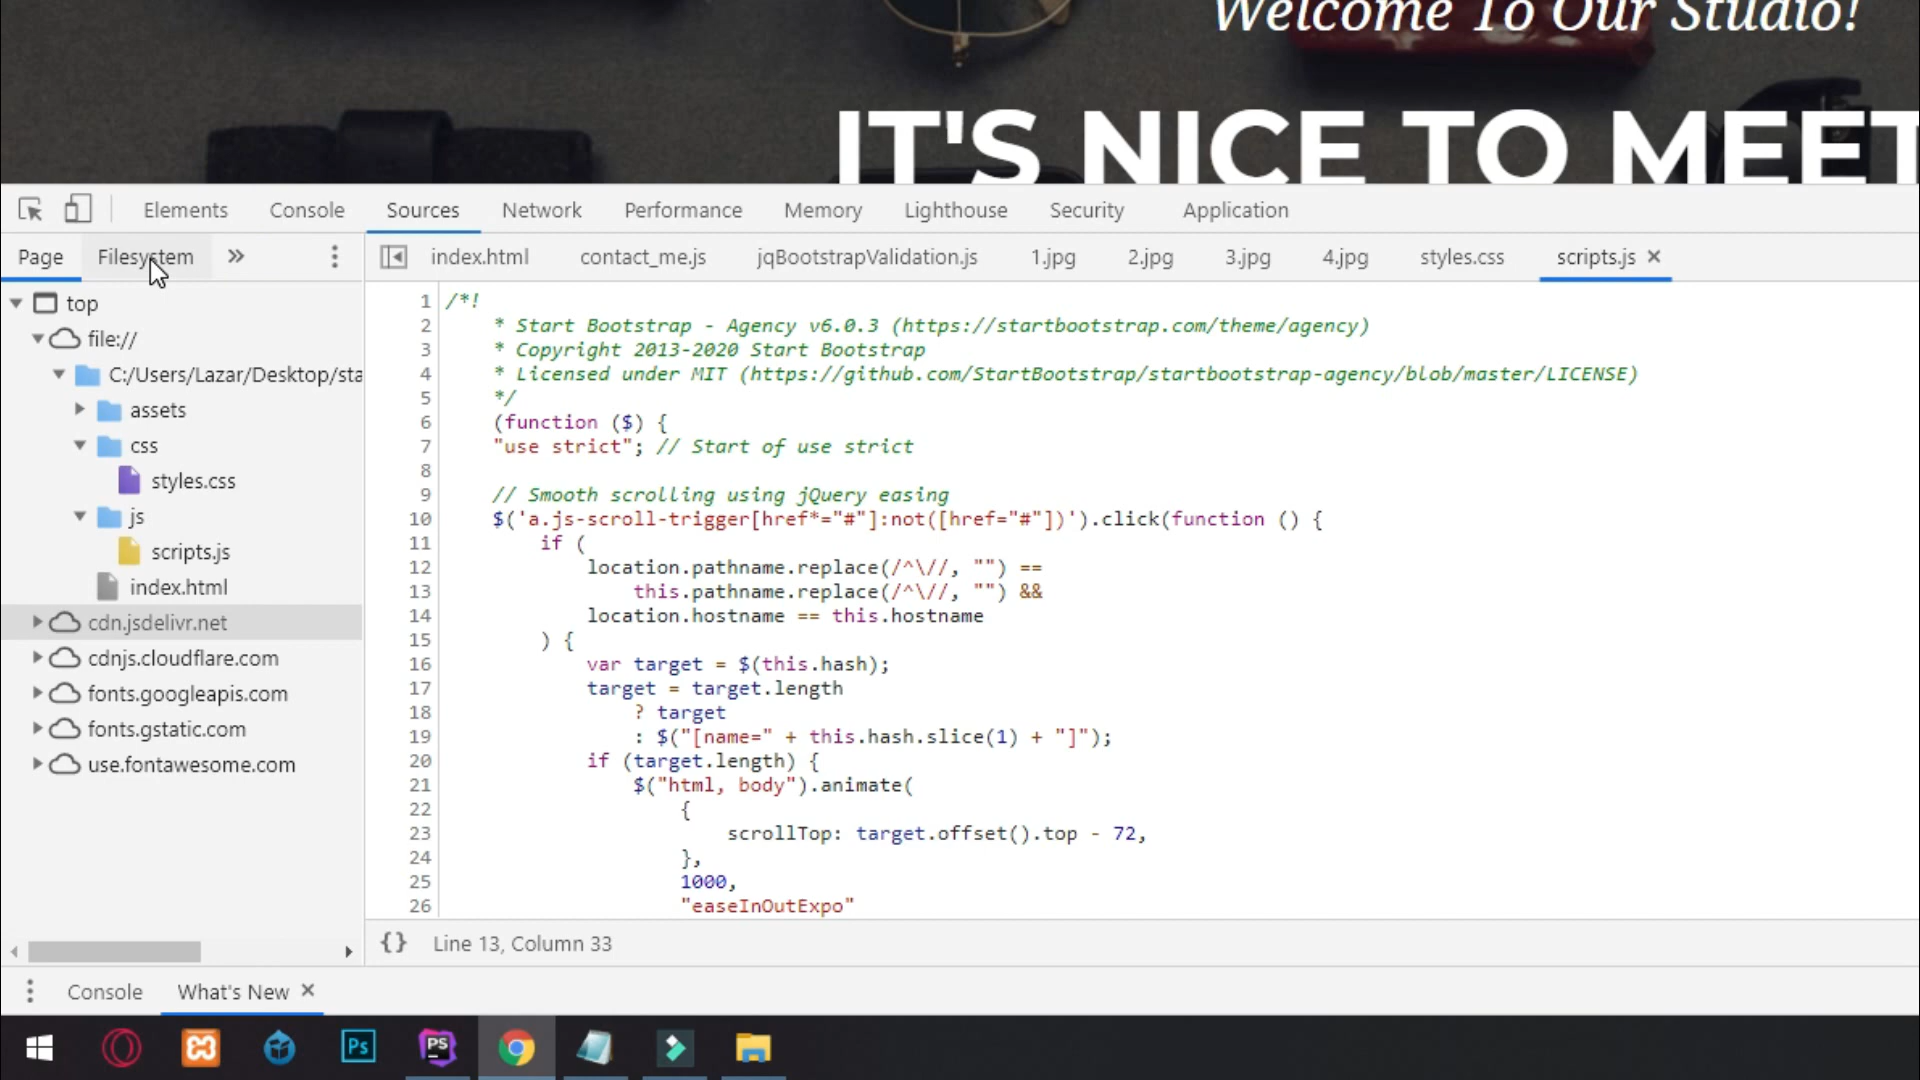 Welcome To Our Studio!
IT'S NICE TO MEET
Elements Console Sources Network Performance Memory Lighthouse Security Application
Page Filesystem » index.html contact_me.js jqBootstrapValidation.js 1.jpg 2.jpg 3.jpg 4.jpg styles.css scripts.js ×
top
file://
C:/Users/Lazar/Desktop/sta
assets
css
styles.css
js
scripts.js
index.html
cdn.jsdelivr.net
cdnjs.cloudflare.com
fonts.googleapis.com
fonts.gstatic.com
use.fontawesome.com
1 /*!
2 * Start Bootstrap - Agency v6.0.3 (https://startbootstrap.com/theme/agency)
3 * Copyright 2013-2020 Start Bootstrap
4 * Licensed under MIT (https://github.com/StartBootstrap/startbootstrap-agency/blob/master/LICENSE)
5 */
6 (function ($) {
7 "use strict"; // Start of use strict
8
9 // Smooth scrolling using jQuery easing
10 $('a.js-scroll-trigger[href*="#"]:not([href="#"])').click(function () {
11 if (
12 location.pathname.replace(/^\//, "") ==
13 this.pathname.replace(/^\//, "") &&
14 location.hostname == this.hostname
15 ) {
16 var target = $(this.hash);
17 target = target.length
18 ? target
19 : $("[name=" + this.hash.slice(1) + "]");
20 if (target.length) {
21 $("html, body").animate(
22 {
23 scrollTop: target.offset().top - 72,
24 },
25 1000,
26 "easeInOutExpo"
{} Line 13, Column 33
Console What's New ×
Ps PS